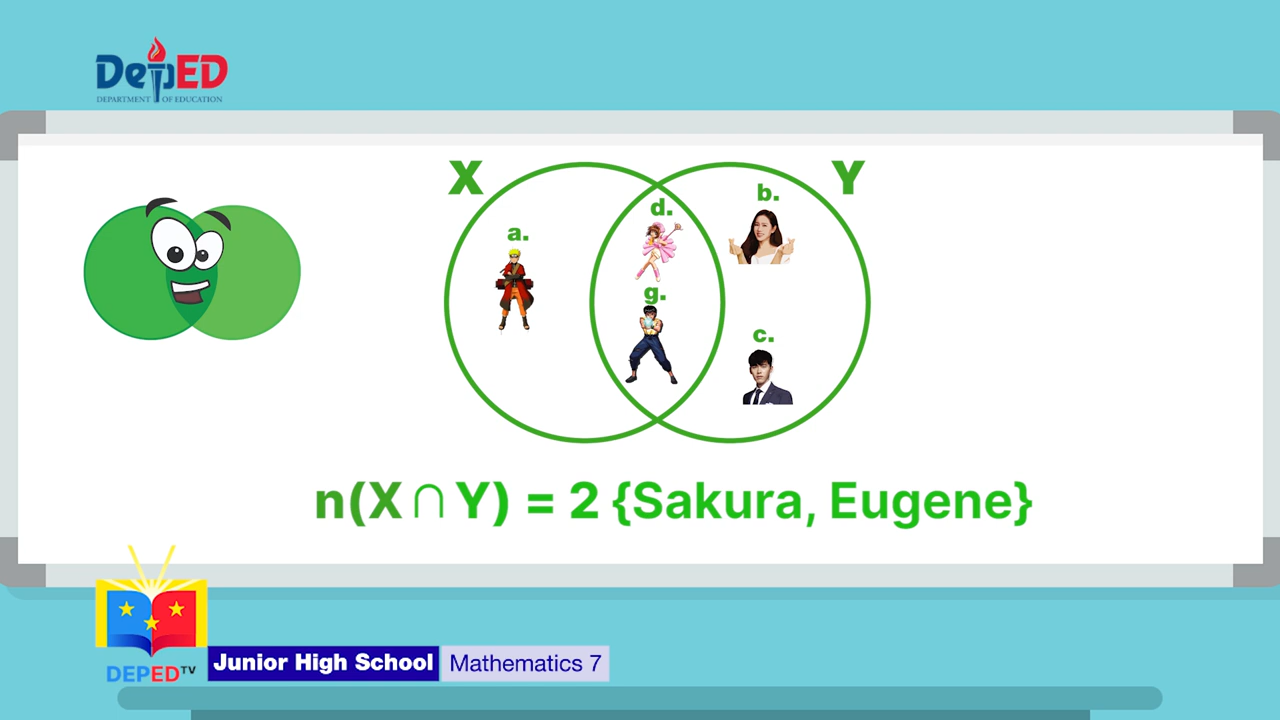 DepED
DEPARTMENT OF EDUCATION
X
Y
a.
d.
b.
g.
c.
n(X ∩ Y) = 2 {Sakura, Eugene}
DEPED TV
Junior High School
Mathematics 7